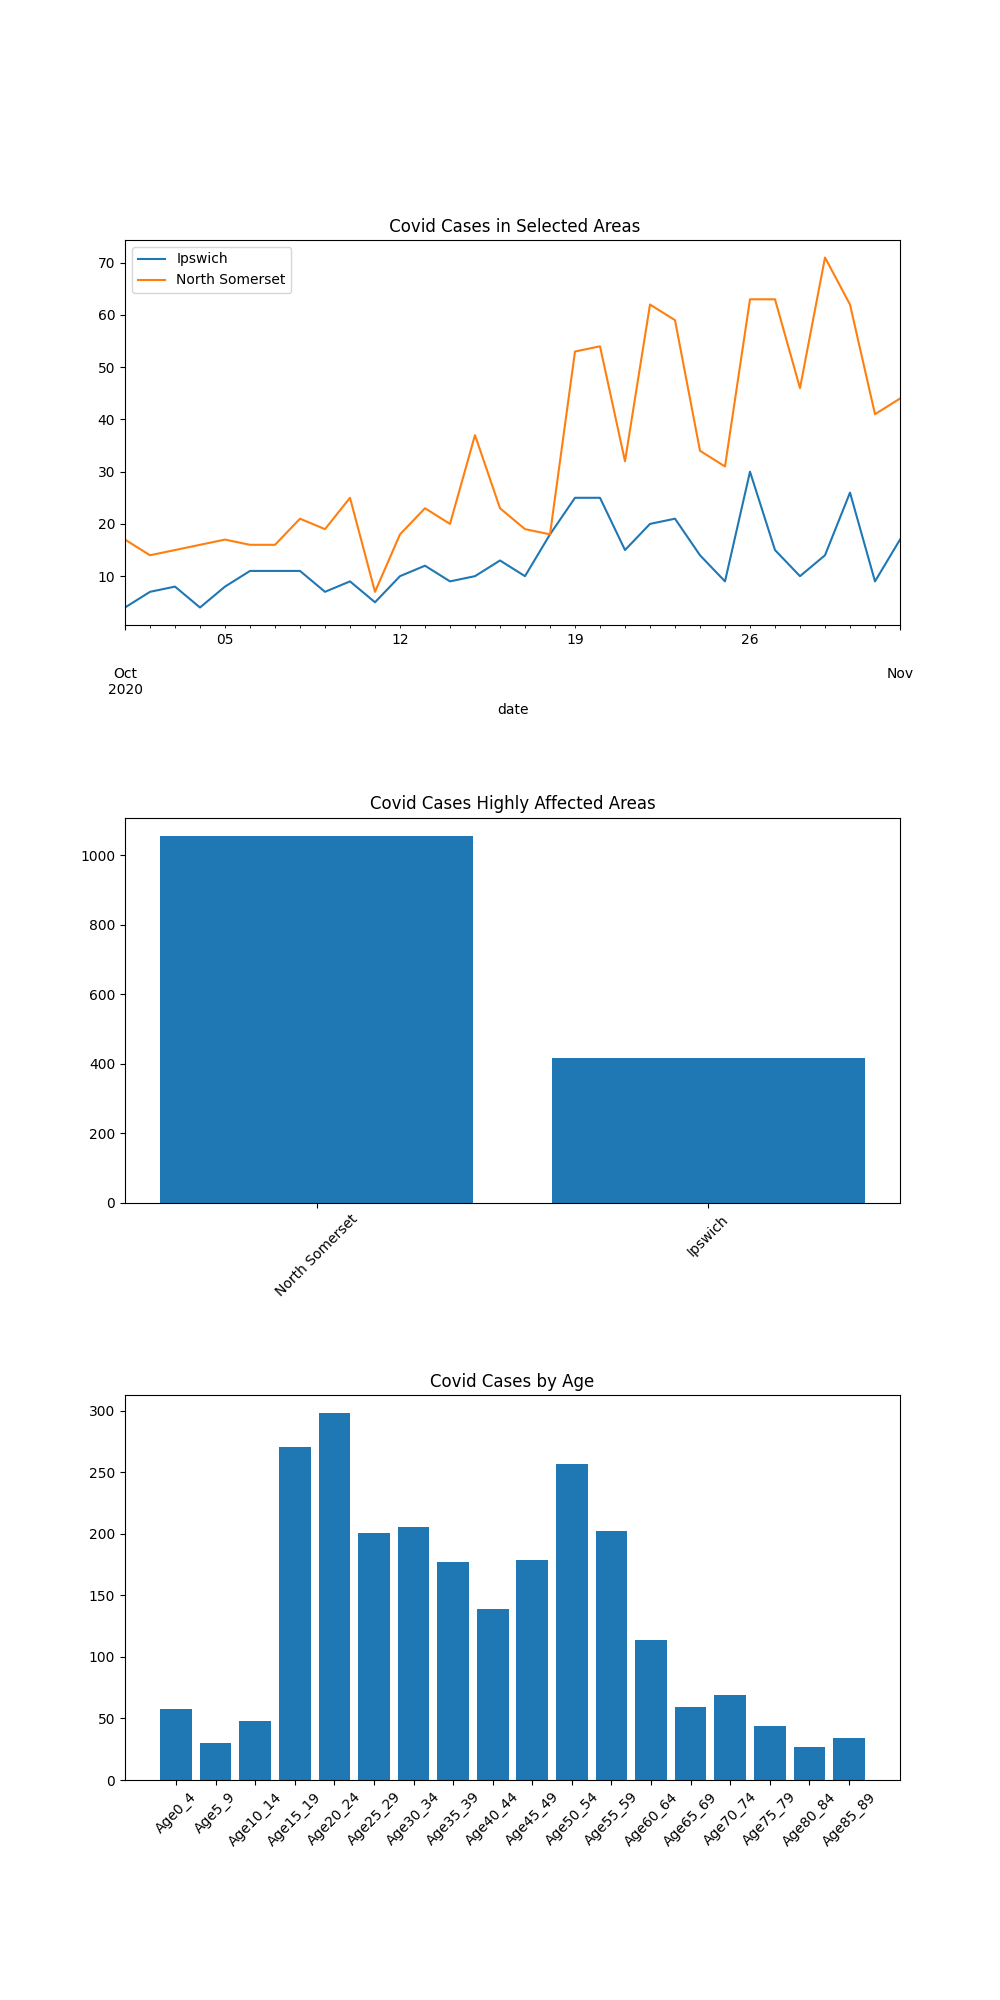 Covid Cases in Selected Areas
Ipswich
North Somerset
70
60
50
40
30
20
10
05 12 19 26
Oct Nov
2020
date
Covid Cases Highly Affected Areas
1000
800
600
400
200
0
North Somerset Ipswich
Covid Cases by Age
300
250
200
150
100
50
0
Age0_4 Age5_9 Age10_14 Age15_19 Age20_24 Age25_29 Age30_34 Age35_39 Age40_44 Age45_49 Age50_54 Age55_59 Age60_64 Age65_69 Age70_74 Age75_79 Age80_84 Age85_89